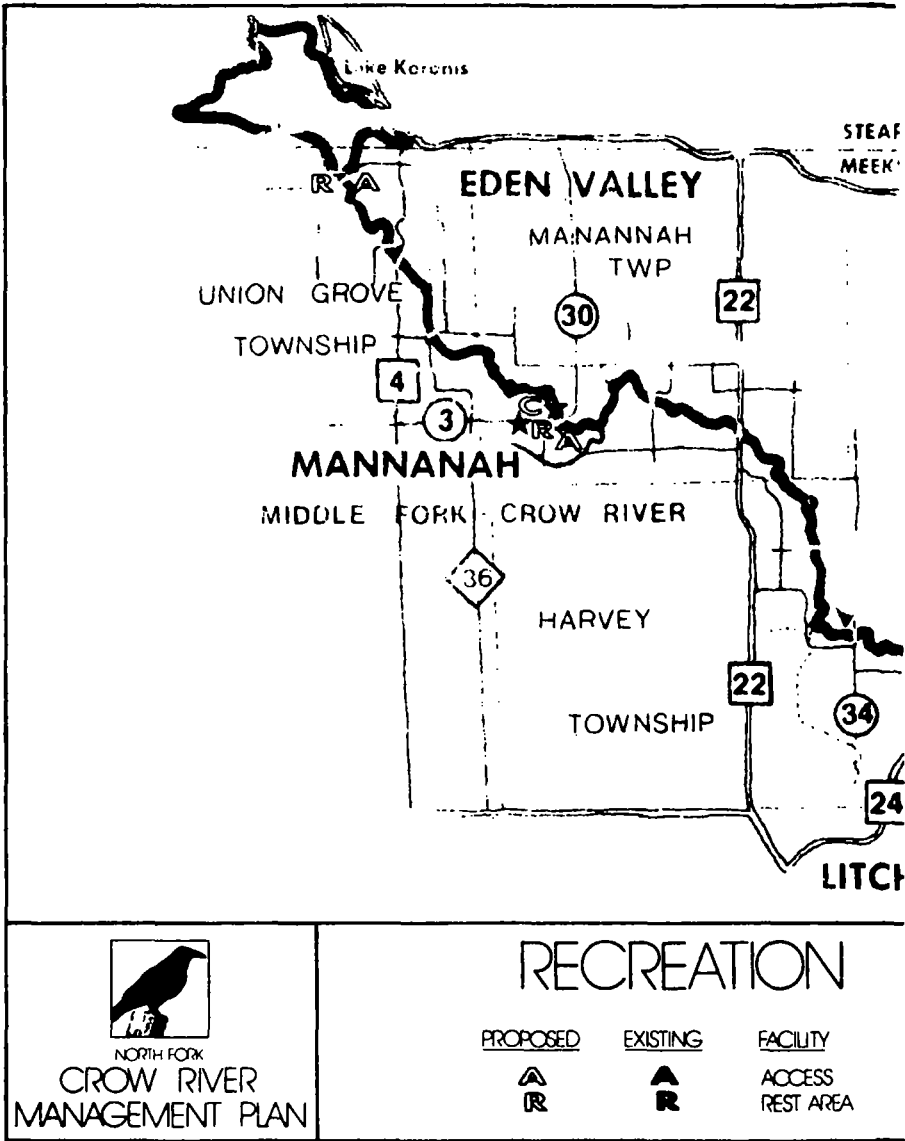 Lake Koronis
STEAR
MEEK
R A
EDEN VALLEY
MANANNAH
TWP
UNION GROVE
22
30
TOWNSHIP
4
C
3
R
A
MANNANAH
MIDDLE FORK CROW RIVER
36
HARVEY
22
TOWNSHIP
34
24
LITCH
NORTH FORK
CROW RIVER
MANAGEMENT PLAN
RECREATION
PROPOSED EXISTING FACILITY
A A ACCESS
R R REST AREA